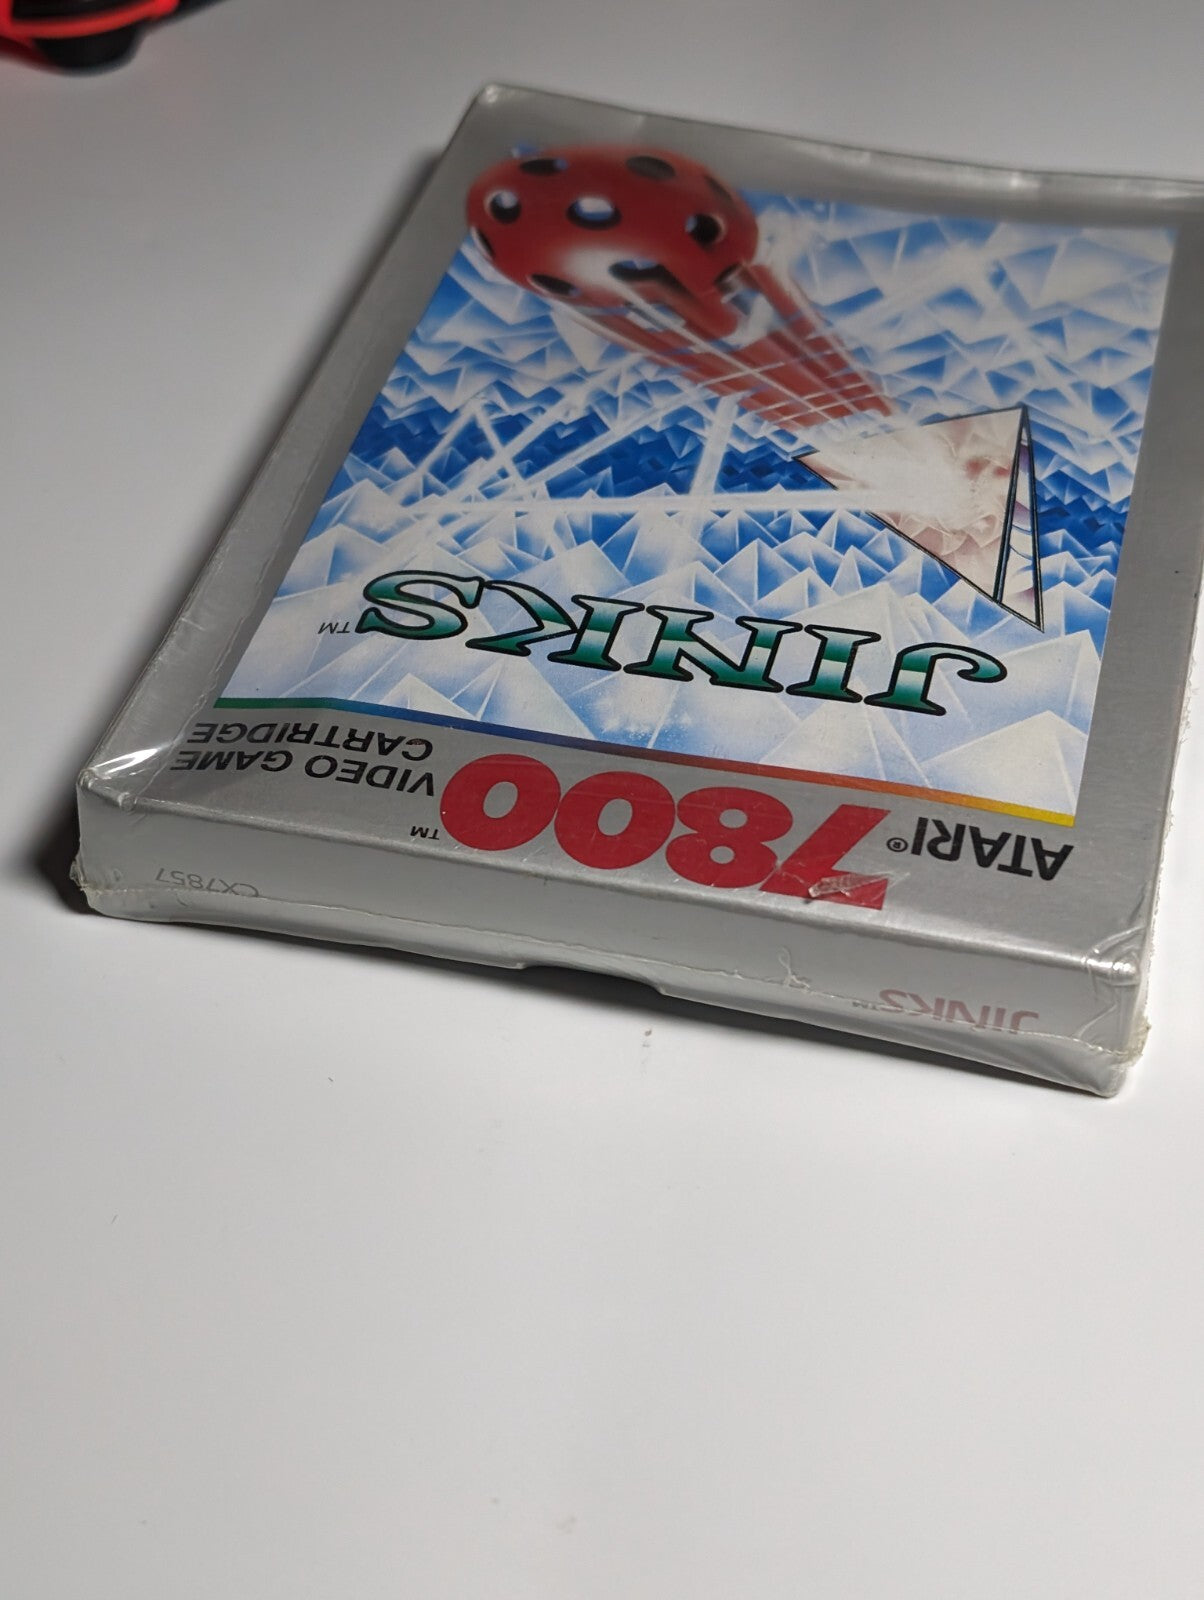 ATARI® 7800™ VIDEO GAME
CARTRIDGE
JINKS™
JINKS™
CX7857